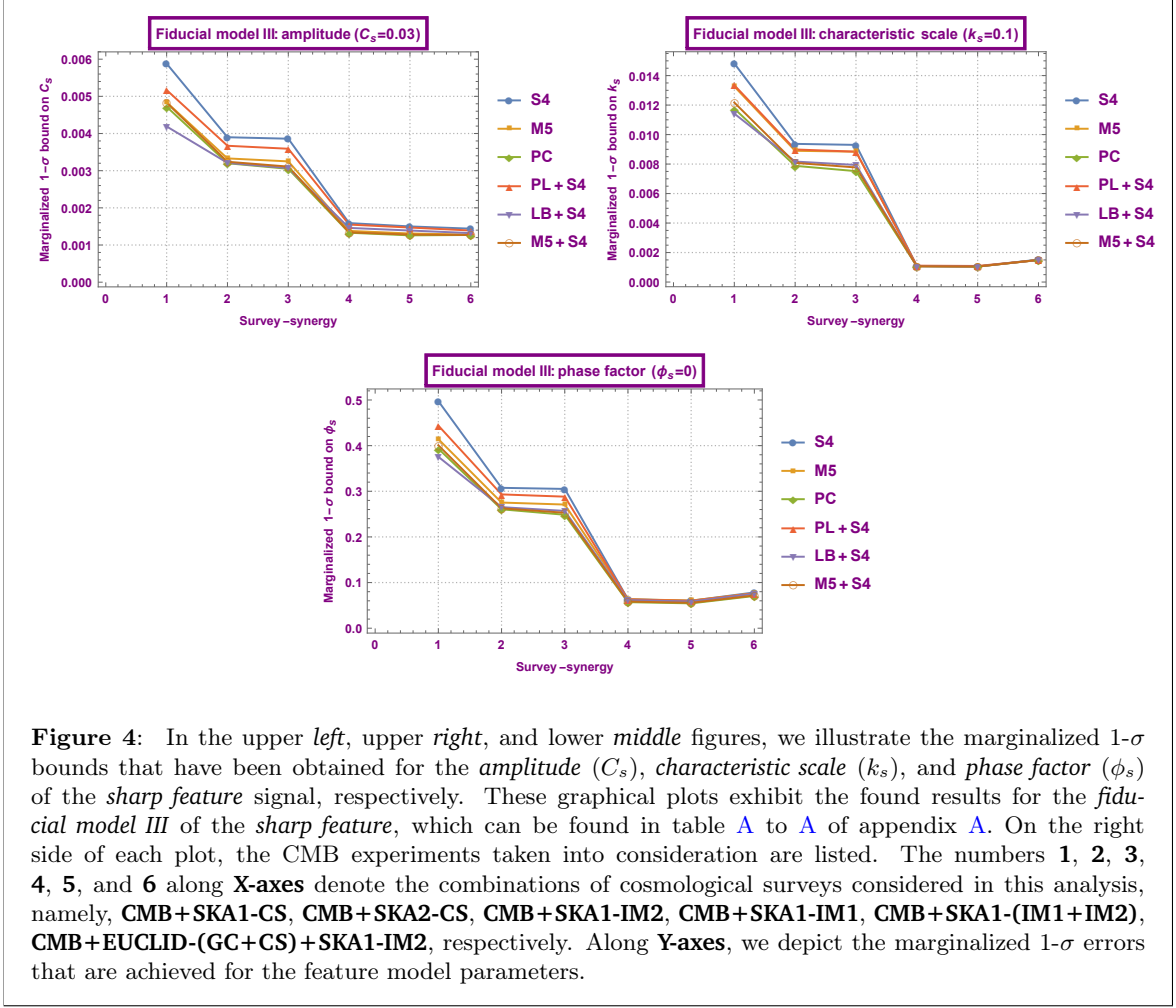 Fiducial model III: amplitude (C_s=0.03)
0.006
0.005
0.004
0.003
0.002
0.001
0.000
Marginalized 1-σ bound on C_s
0 1 2 3 4 5 6
Survey-synergy
S4
M5
PC
PL+S4
LB+S4
M5+S4
Fiducial model III: characteristic scale (k_s=0.1)
0.014
0.012
0.010
0.008
0.006
0.004
0.002
0.000
Marginalized 1-σ bound on k_s
0 1 2 3 4 5 6
Survey-synergy
S4
M5
PC
PL+S4
LB+S4
M5+S4
Fiducial model III: phase factor (ϕ_s=0)
0.5
0.4
0.3
0.2
0.1
0.0
Marginalized 1-σ bound on ϕ_s
0 1 2 3 4 5 6
Survey-synergy
S4
M5
PC
PL+S4
LB+S4
M5+S4
Figure 4: In the upper left, upper right, and lower middle figures, we illustrate the marginalized 1-σ
bounds that have been obtained for the amplitude (C_s), characteristic scale (k_s), and phase factor (ϕ_s)
of the sharp feature signal, respectively. These graphical plots exhibit the found results for the fidu-
cial model III of the sharp feature, which can be found in table A to A of appendix A. On the right
side of each plot, the CMB experiments taken into consideration are listed. The numbers 1, 2, 3,
4, 5, and 6 along X-axes denote the combinations of cosmological surveys considered in this analysis,
namely, CMB+SKA1-CS, CMB+SKA2-CS, CMB+SKA1-IM2, CMB+SKA1-IM1, CMB+SKA1-(IM1+IM2),
CMB+EUCLID-(GC+CS)+SKA1-IM2, respectively. Along Y-axes, we depict the marginalized 1-σ errors
that are achieved for the feature model parameters.